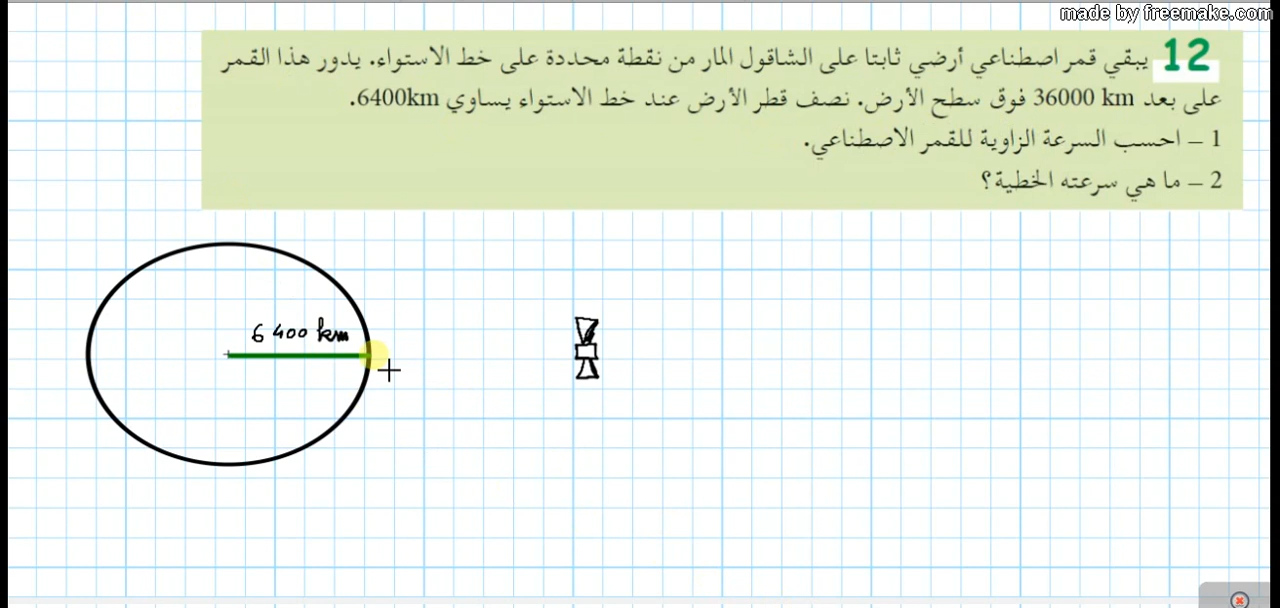 made by freemake.com
12 يبقي قمر اصطناعي أرضي ثابتا على الشاقول المار من نقطة محددة على خط الاستواء. يدور هذا القمر
على بعد 36000 km فوق سطح الأرض. نصف قطر الأرض عند خط الاستواء يساوي 6400km.
1 – احسب السرعة الزاوية للقمر الاصطناعي.
2 – ما هي سرعته الخطية؟
6 400 km